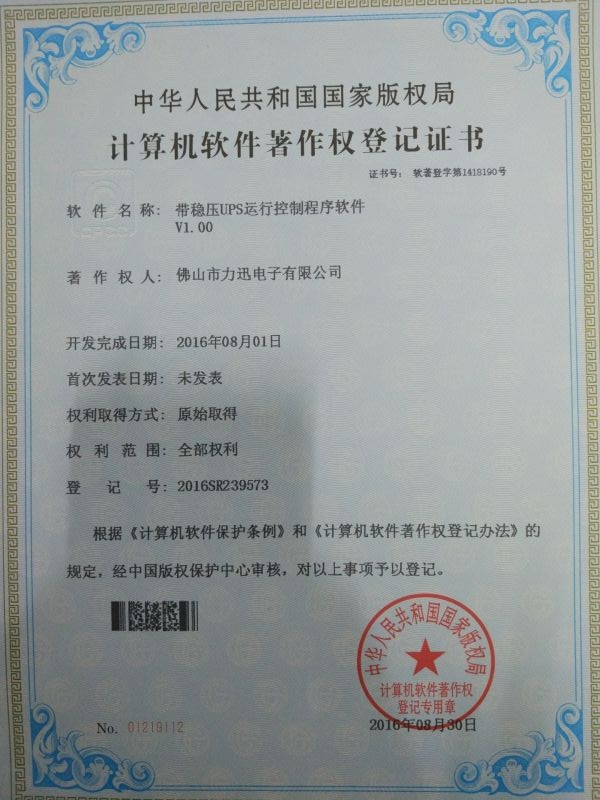 中华人民共和国国家版权局
计算机软件著作权登记证书
证书号: 软著登字第1418190号
软件名称: 带稳压UPS运行控制程序软件
V1.00
著作权人: 佛山市力迅电子有限公司
开发完成日期: 2016年08月01日
首次发表日期: 未发表
权利取得方式: 原始取得
权利范围: 全部权利
登记号: 2016SR239573
根据《计算机软件保护条例》和《计算机软件著作权登记办法》的
规定,经中国版权保护中心审核,对以上事项予以登记。
中华人民共和国国家版权局
计算机软件著作权
登记专用章
No. 01219112
2016年08月30日